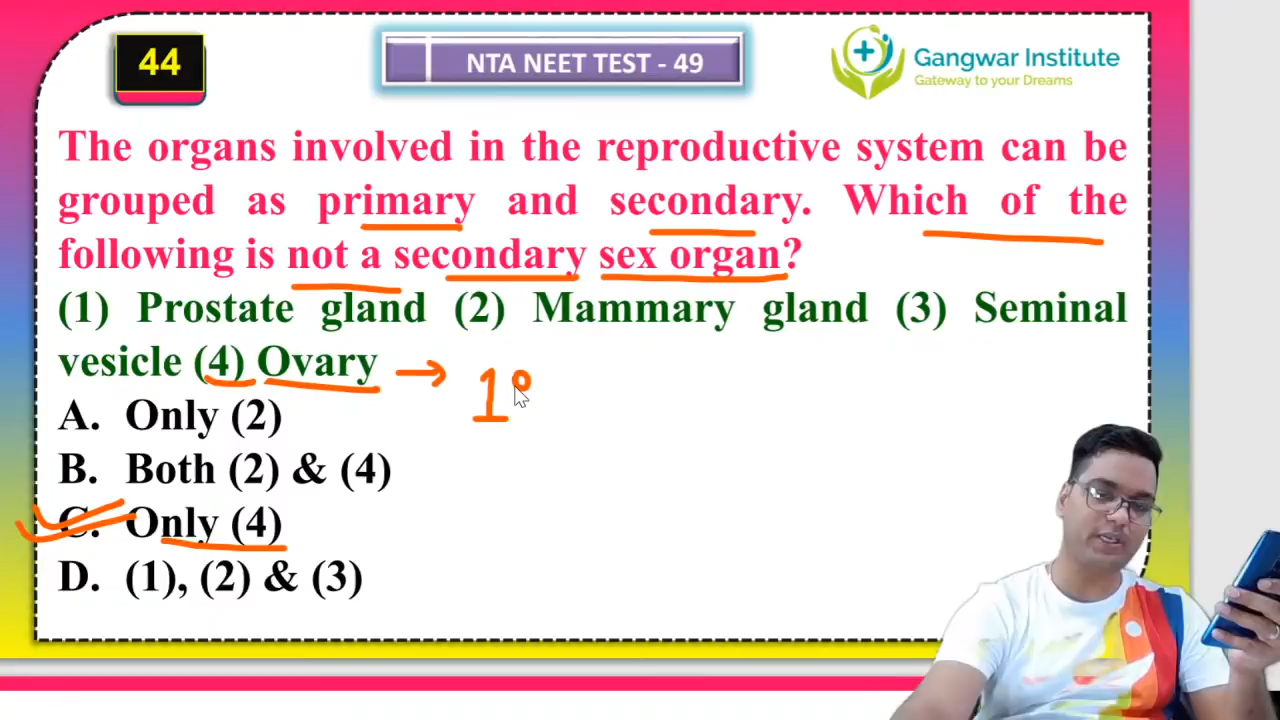 44
NTA NEET TEST - 49
Gangwar Institute
Gateway to your Dreams
The organs involved in the reproductive system can be
grouped as primary and secondary. Which of the
following is not a secondary sex organ?
(1) Prostate gland (2) Mammary gland (3) Seminal
vesicle (4) Ovary → 1°
A. Only (2)
B. Both (2) & (4)
C. Only (4)
D. (1), (2) & (3)